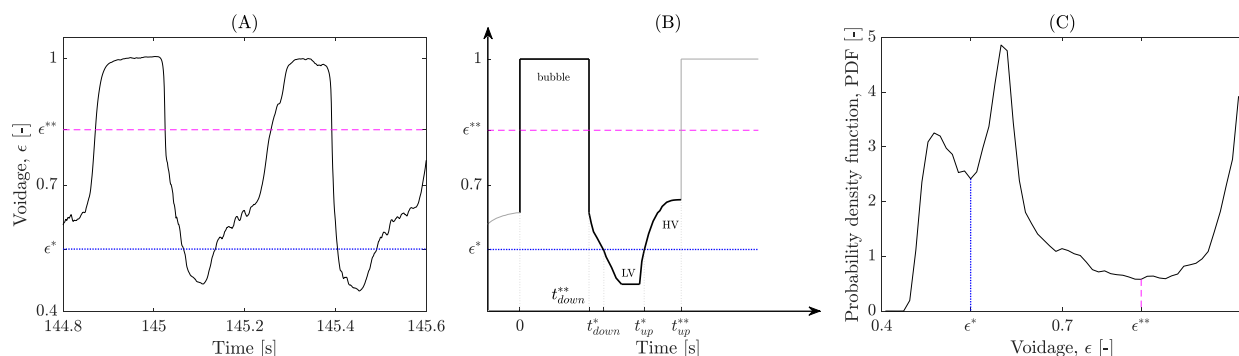 (A)
Voidage, ϵ [-]
1
ϵ**
0.7
ϵ*
0.4
144.8 145 145.2 145.4 145.6
Time [s]
(B)
1
ϵ**
0.7
ϵ*
bubble
HV
LV
t**down
0 t*down t*up t**up
Time [s]
(C)
Probability density function, PDF [-]
5
4
3
2
1
0
0.4 ϵ* 0.7 ϵ**
Voidage, ϵ [-]